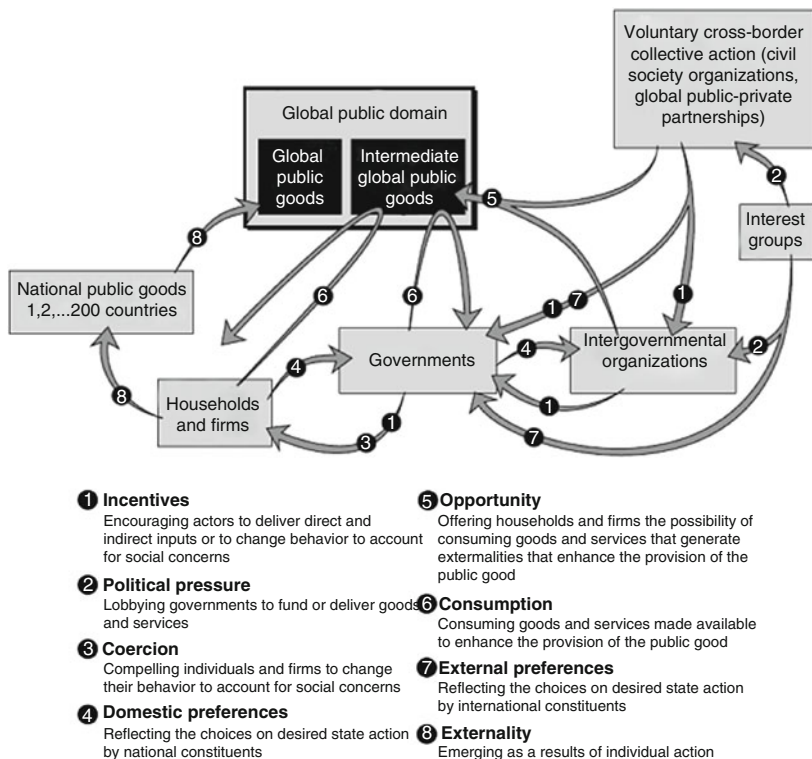 Voluntary cross-border
collective action (civil
society organizations,
global public-private
partnerships)
Global public domain
Global
public
goods
Intermediate
global public
goods
5
2
8
Interest
groups
National public goods
1,2,...200 countries
6
6
1
7
1
4
Governments
4
Intergovernmental
organizations
2
8
Households
and firms
1
1
3
7
1 Incentives
Encouraging actors to deliver direct and
indirect inputs or to change behavior to account
for social concerns
2 Political pressure
Lobbying governments to fund or deliver goods
and services
3 Coercion
Compelling individuals and firms to change
their behavior to account for social concerns
4 Domestic preferences
Reflecting the choices on desired state action
by national constituents
5 Opportunity
Offering households and firms the possibility of
consuming goods and services that generate
extermalities that enhance the provision of the
public good
6 Consumption
Consuming goods and services made available
to enhance the provision of the public good
7 External preferences
Reflecting the choices on desired state action
by international constituents
8 Externality
Emerging as a results of individual action